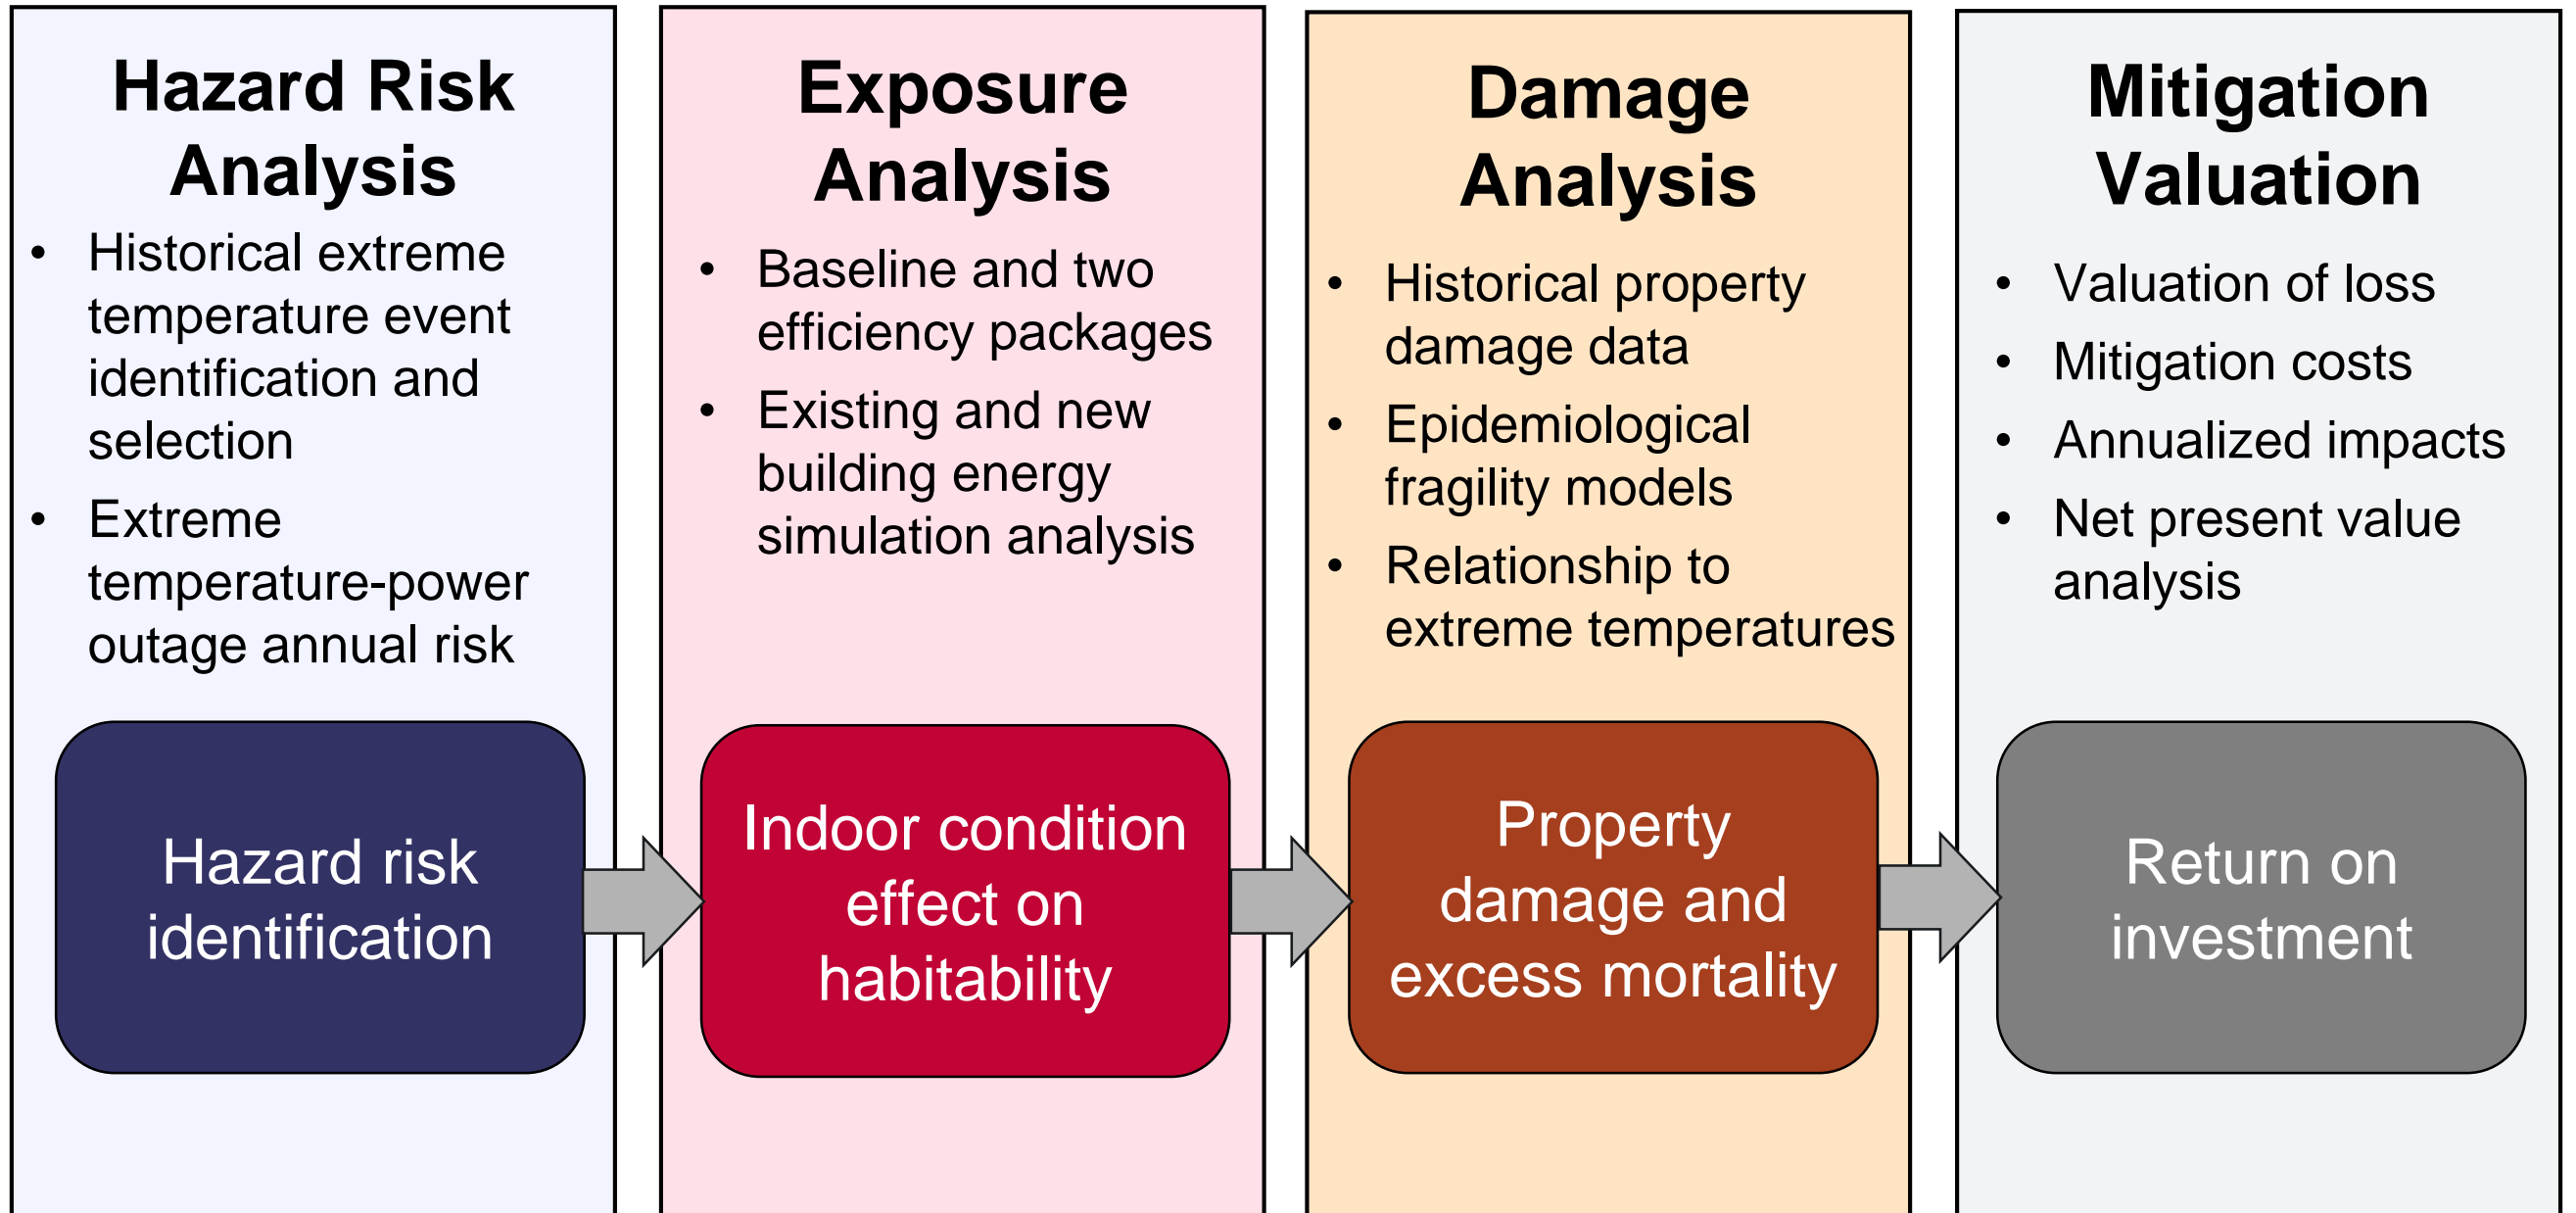 Hazard Risk
Analysis
• Historical extreme
temperature event
identification and
selection
• Extreme
temperature-power
outage annual risk
Hazard risk
identification
Exposure
Analysis
• Baseline and two
efficiency packages
• Existing and new
building energy
simulation analysis
Indoor condition
effect on
habitability
Damage
Analysis
• Historical property
damage data
• Epidemiological
fragility models
• Relationship to
extreme temperatures
Property
damage and
excess mortality
Mitigation
Valuation
• Valuation of loss
• Mitigation costs
• Annualized impacts
• Net present value
analysis
Return on
investment